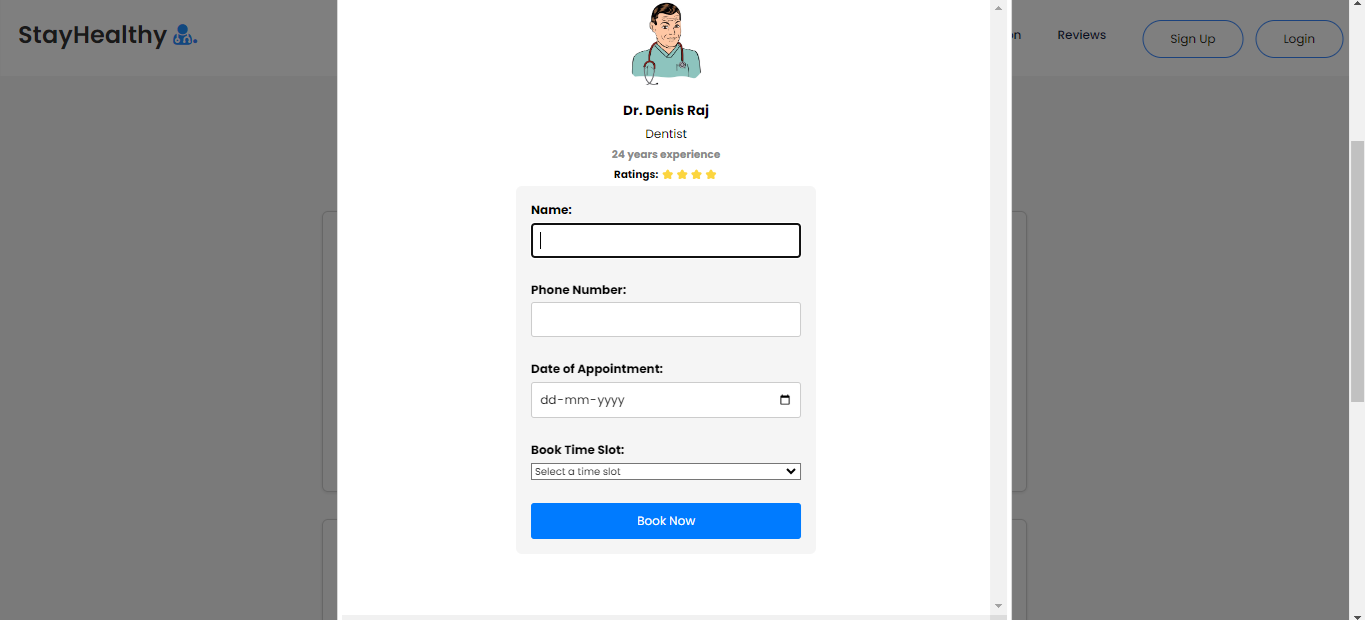 StayHealthy
Reviews
Sign Up
Login
Dr. Denis Raj
Dentist
24 years experience
Ratings:
Name:
Phone Number:
Date of Appointment:
dd-mm-yyyy
Book Time Slot:
Select a time slot
Book Now